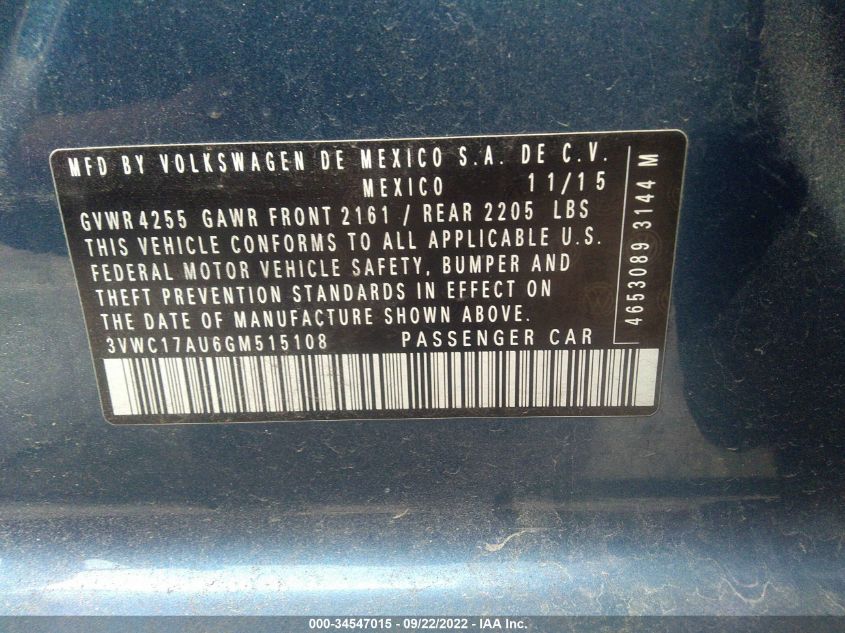 MFD BY VOLKSWAGEN DE MEXICO S.A. DE C.V.
MEXICO 11/15
GVWR 4255 GAWR FRONT 2161 / REAR 2205 LBS
THIS VEHICLE CONFORMS TO ALL APPLICABLE U.S.
FEDERAL MOTOR VEHICLE SAFETY, BUMPER AND
THEFT PREVENTION STANDARDS IN EFFECT ON
THE DATE OF MANUFACTURE SHOWN ABOVE.
3VWC17AU6GM515108 PASSENGER CAR
4653089 3144 M
000-34547015 - 09/22/2022 - IAA Inc.